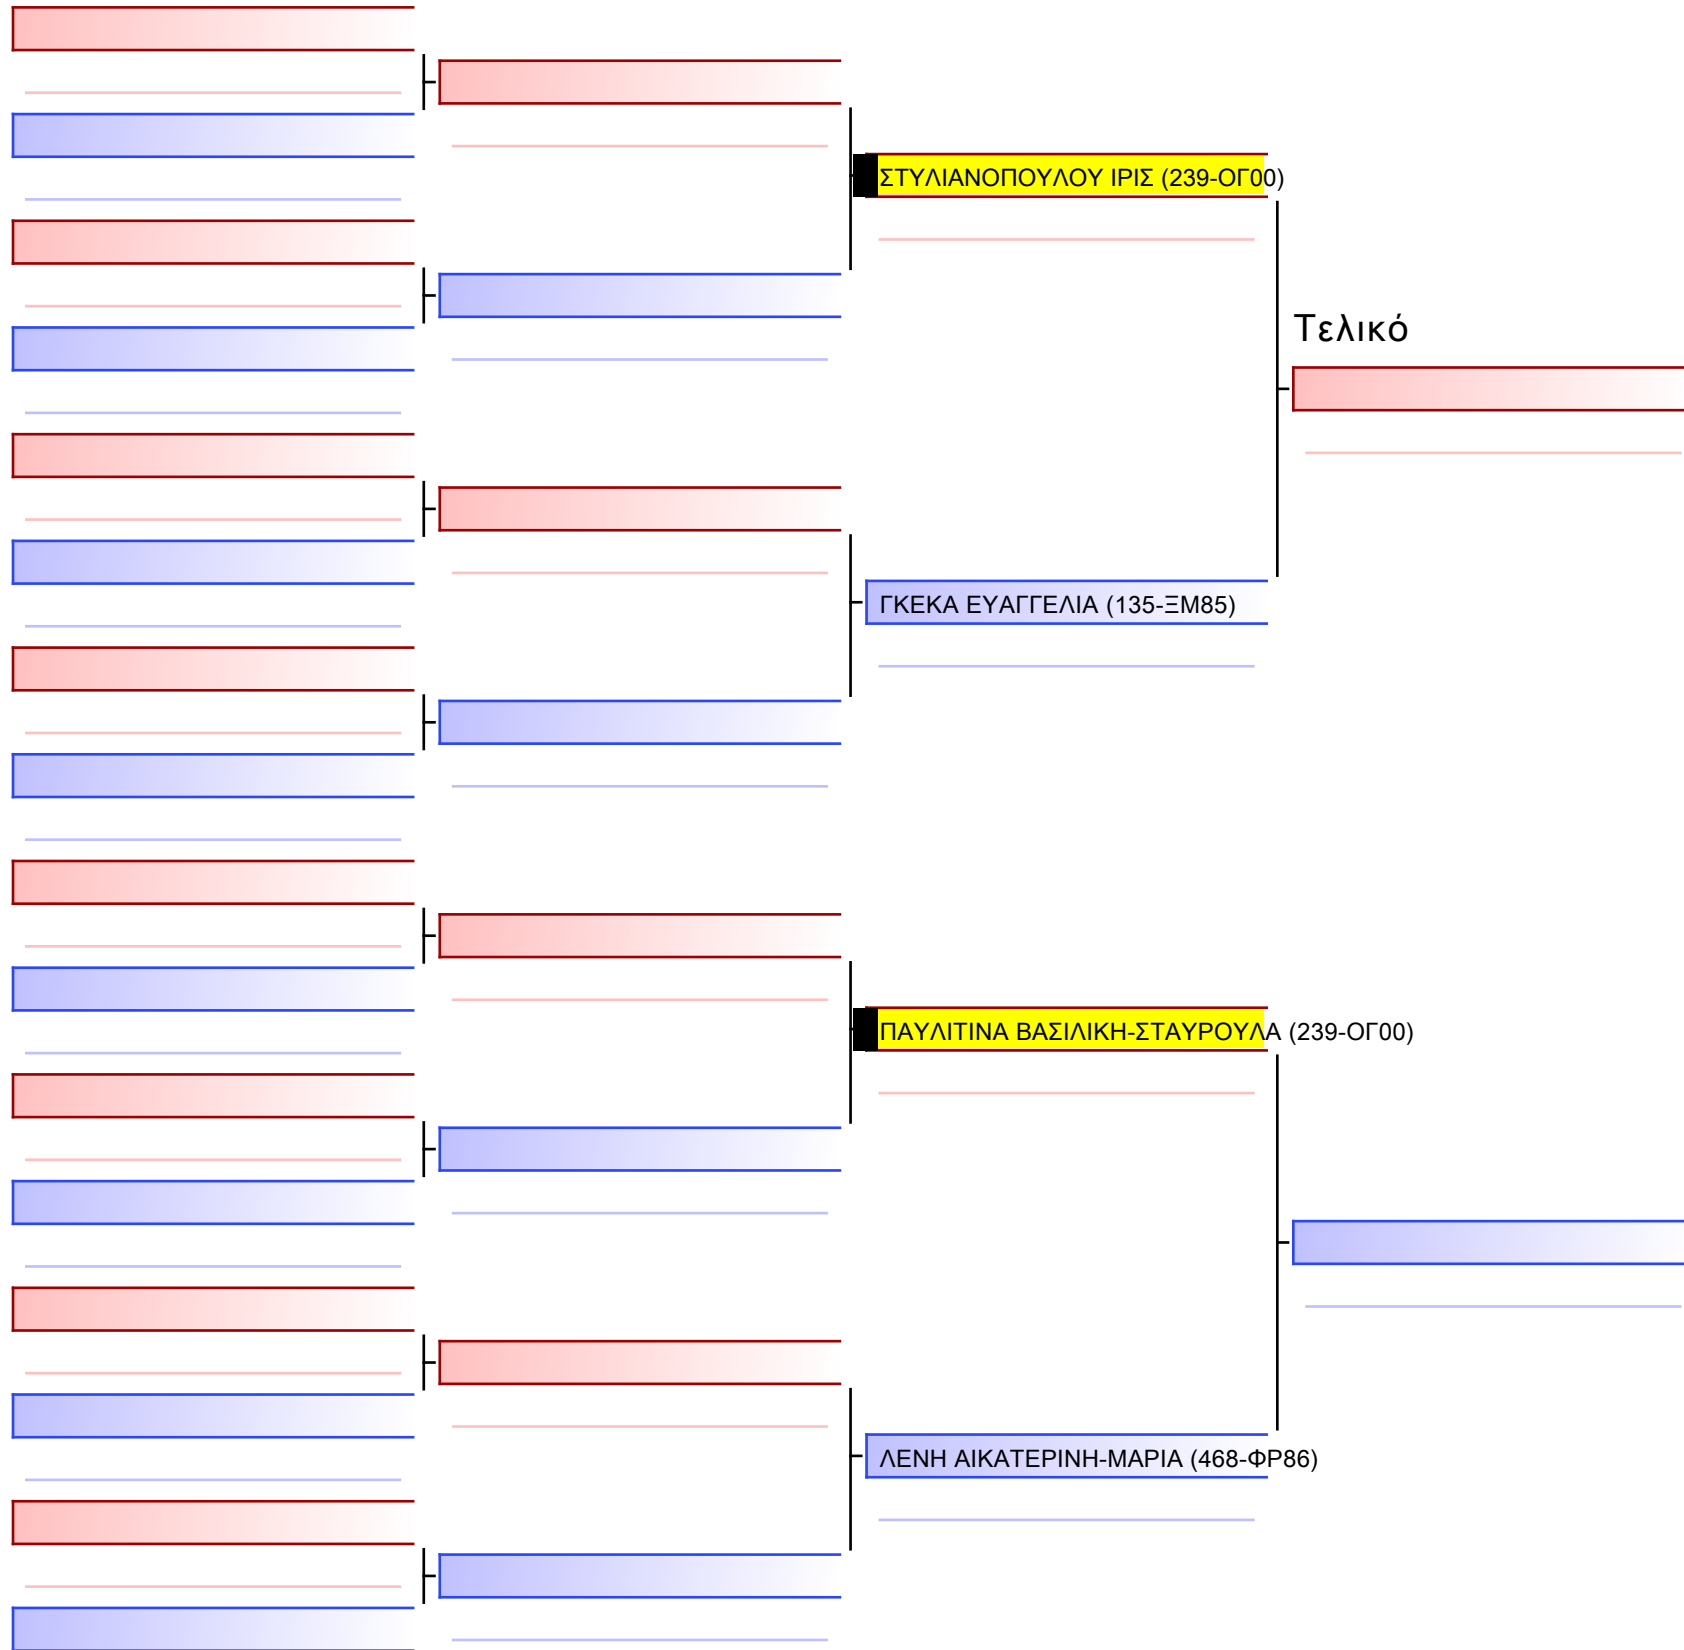 ΣΤΥΛΙΑΝΟΠΟΥΛΟΥ ΙΡΙΣ (239-ΟΓ00)
Τελικό
ΓΚΕΚΑ ΕΥΑΓΓΕΛΙΑ (135-ΞΜ85)
ΠΑΥΛΙΤΙΝΑ ΒΑΣΙΛΙΚΗ-ΣΤΑΥΡΟΥΛΑ (239-ΟΓ00)
ΛΕΝΗ ΑΙΚΑΤΕΡΙΝΗ-ΜΑΡΙΑ (468-ΦΡ86)